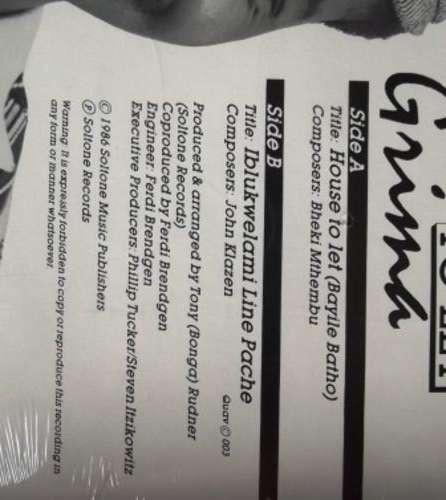 Grima
Side A
Title: House to let (Bayile Batho)
Composers: Bheki Mthembu
Side B
Title: Iblukwelami Line Pache
Composers: John Klazen
Quav © 003
Produced & arranged by Tony (Bonga) Rudner
(Soltone Records)
Coproduced by Ferdi Brendgen
Engineer: Ferdi Brendgen
Executive Producers: Phillip Tucker/Steven Itzikowitz
© 1986 Soltone Music Publishers
℗ Soltone Records
Warning: It is expressly forbidden to copy or reproduce this recording in
any form or manner whatsoever